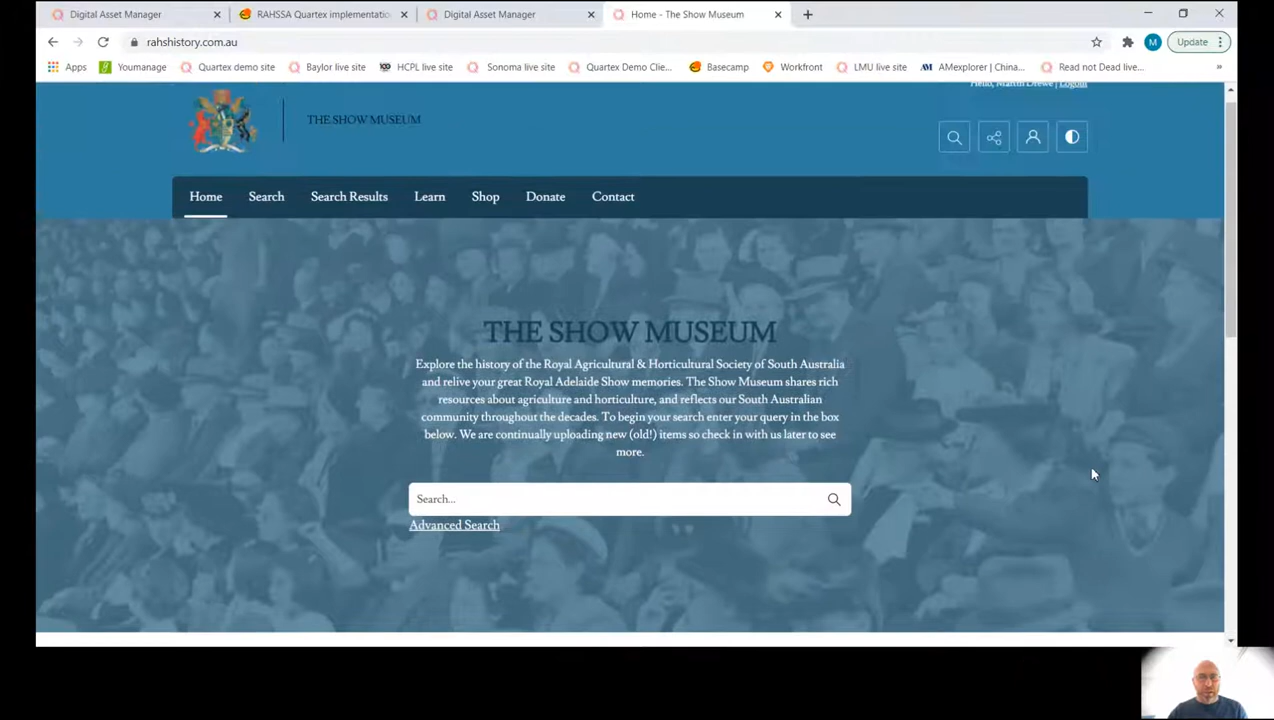 Digital Asset Manager
RAHSSA Quartex implementatio
Digital Asset Manager
Home - The Show Museum
rahshistory.com.au
M
Update
Apps
Youmanage
Quartex demo site
Baylor live site
HCPL live site
Sonoma live site
Quartex Demo Clie...
Basecamp
Workfront
LMU live site
AM
AMexplorer | China...
Read not Dead live...
»
Hello, Martin Drewe | Logout
THE SHOW MUSEUM
Home
Search
Search Results
Learn
Shop
Donate
Contact
THE SHOW MUSEUM
Explore the history of the Royal Agricultural & Horticultural Society of South Australia
and relive your great Royal Adelaide Show memories. The Show Museum shares rich
resources about agriculture and horticulture, and reflects our South Australian
community throughout the decades. To begin your search enter your query in the box
below. We are continually uploading new (old!) items so check in with us later to see
more.
Search...
Advanced Search